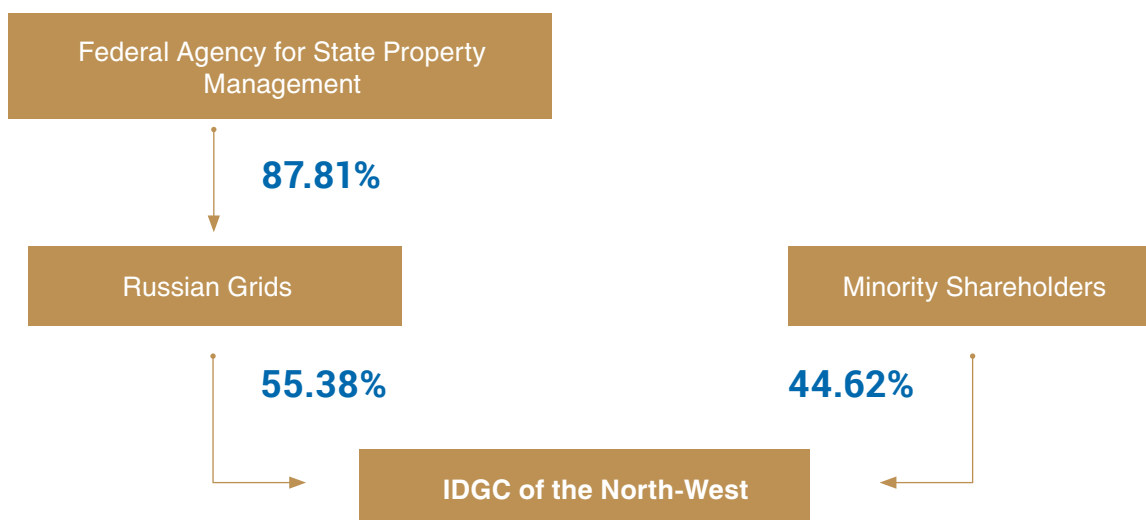 Federal Agency for State Property
Management
87.81%
Russian Grids
Minority Shareholders
55.38%
44.62%
IDGC of the North-West